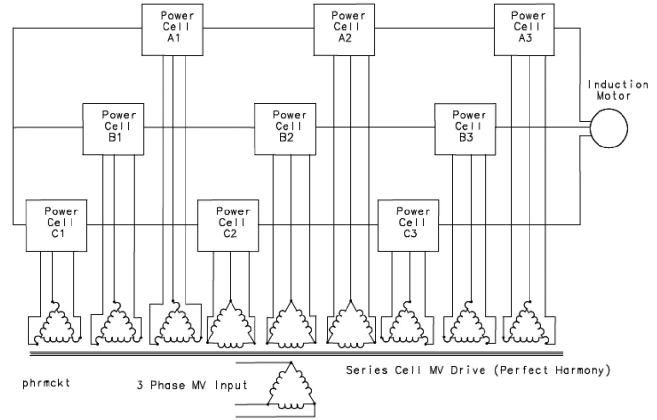 Power
Cell
A1
Power
Cell
A2
Power
Cell
A3
Induction
Motor
Power
Cell
B1
Power
Cell
B2
Power
Cell
B3
Power
Cell
C1
Power
Cell
C2
Power
Cell
C3
phrmckt
3 Phase MV Input
Series Cell MV Drive (Perfect Harmony)